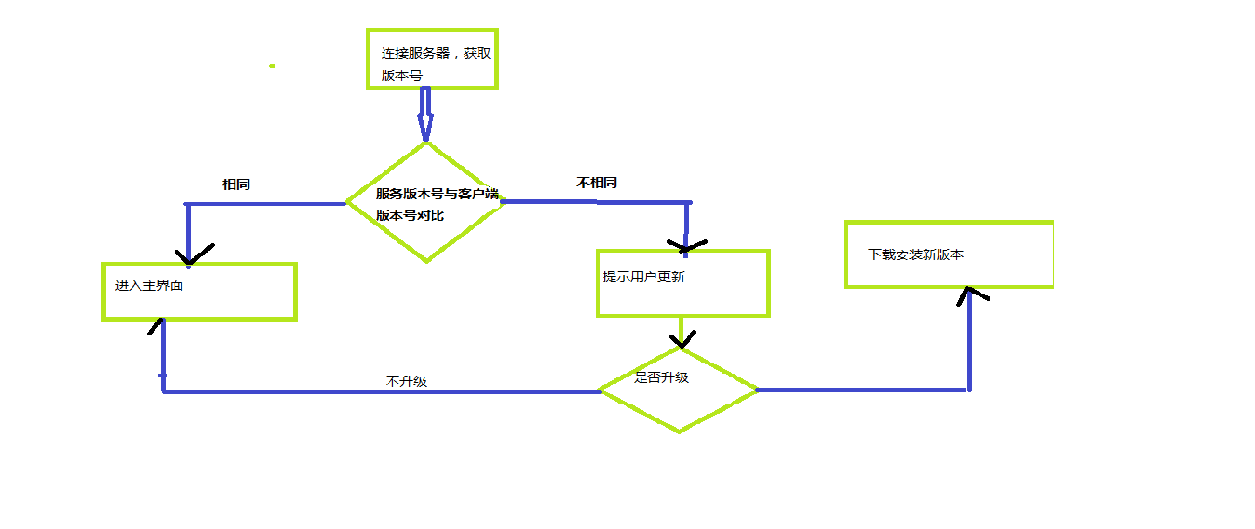 连接服务器，获取
版本号
相同
不相同
服务版本号与客户端
版本号对比
下载安装新版本
进入主界面
提示用户更新
不升级
是否升级